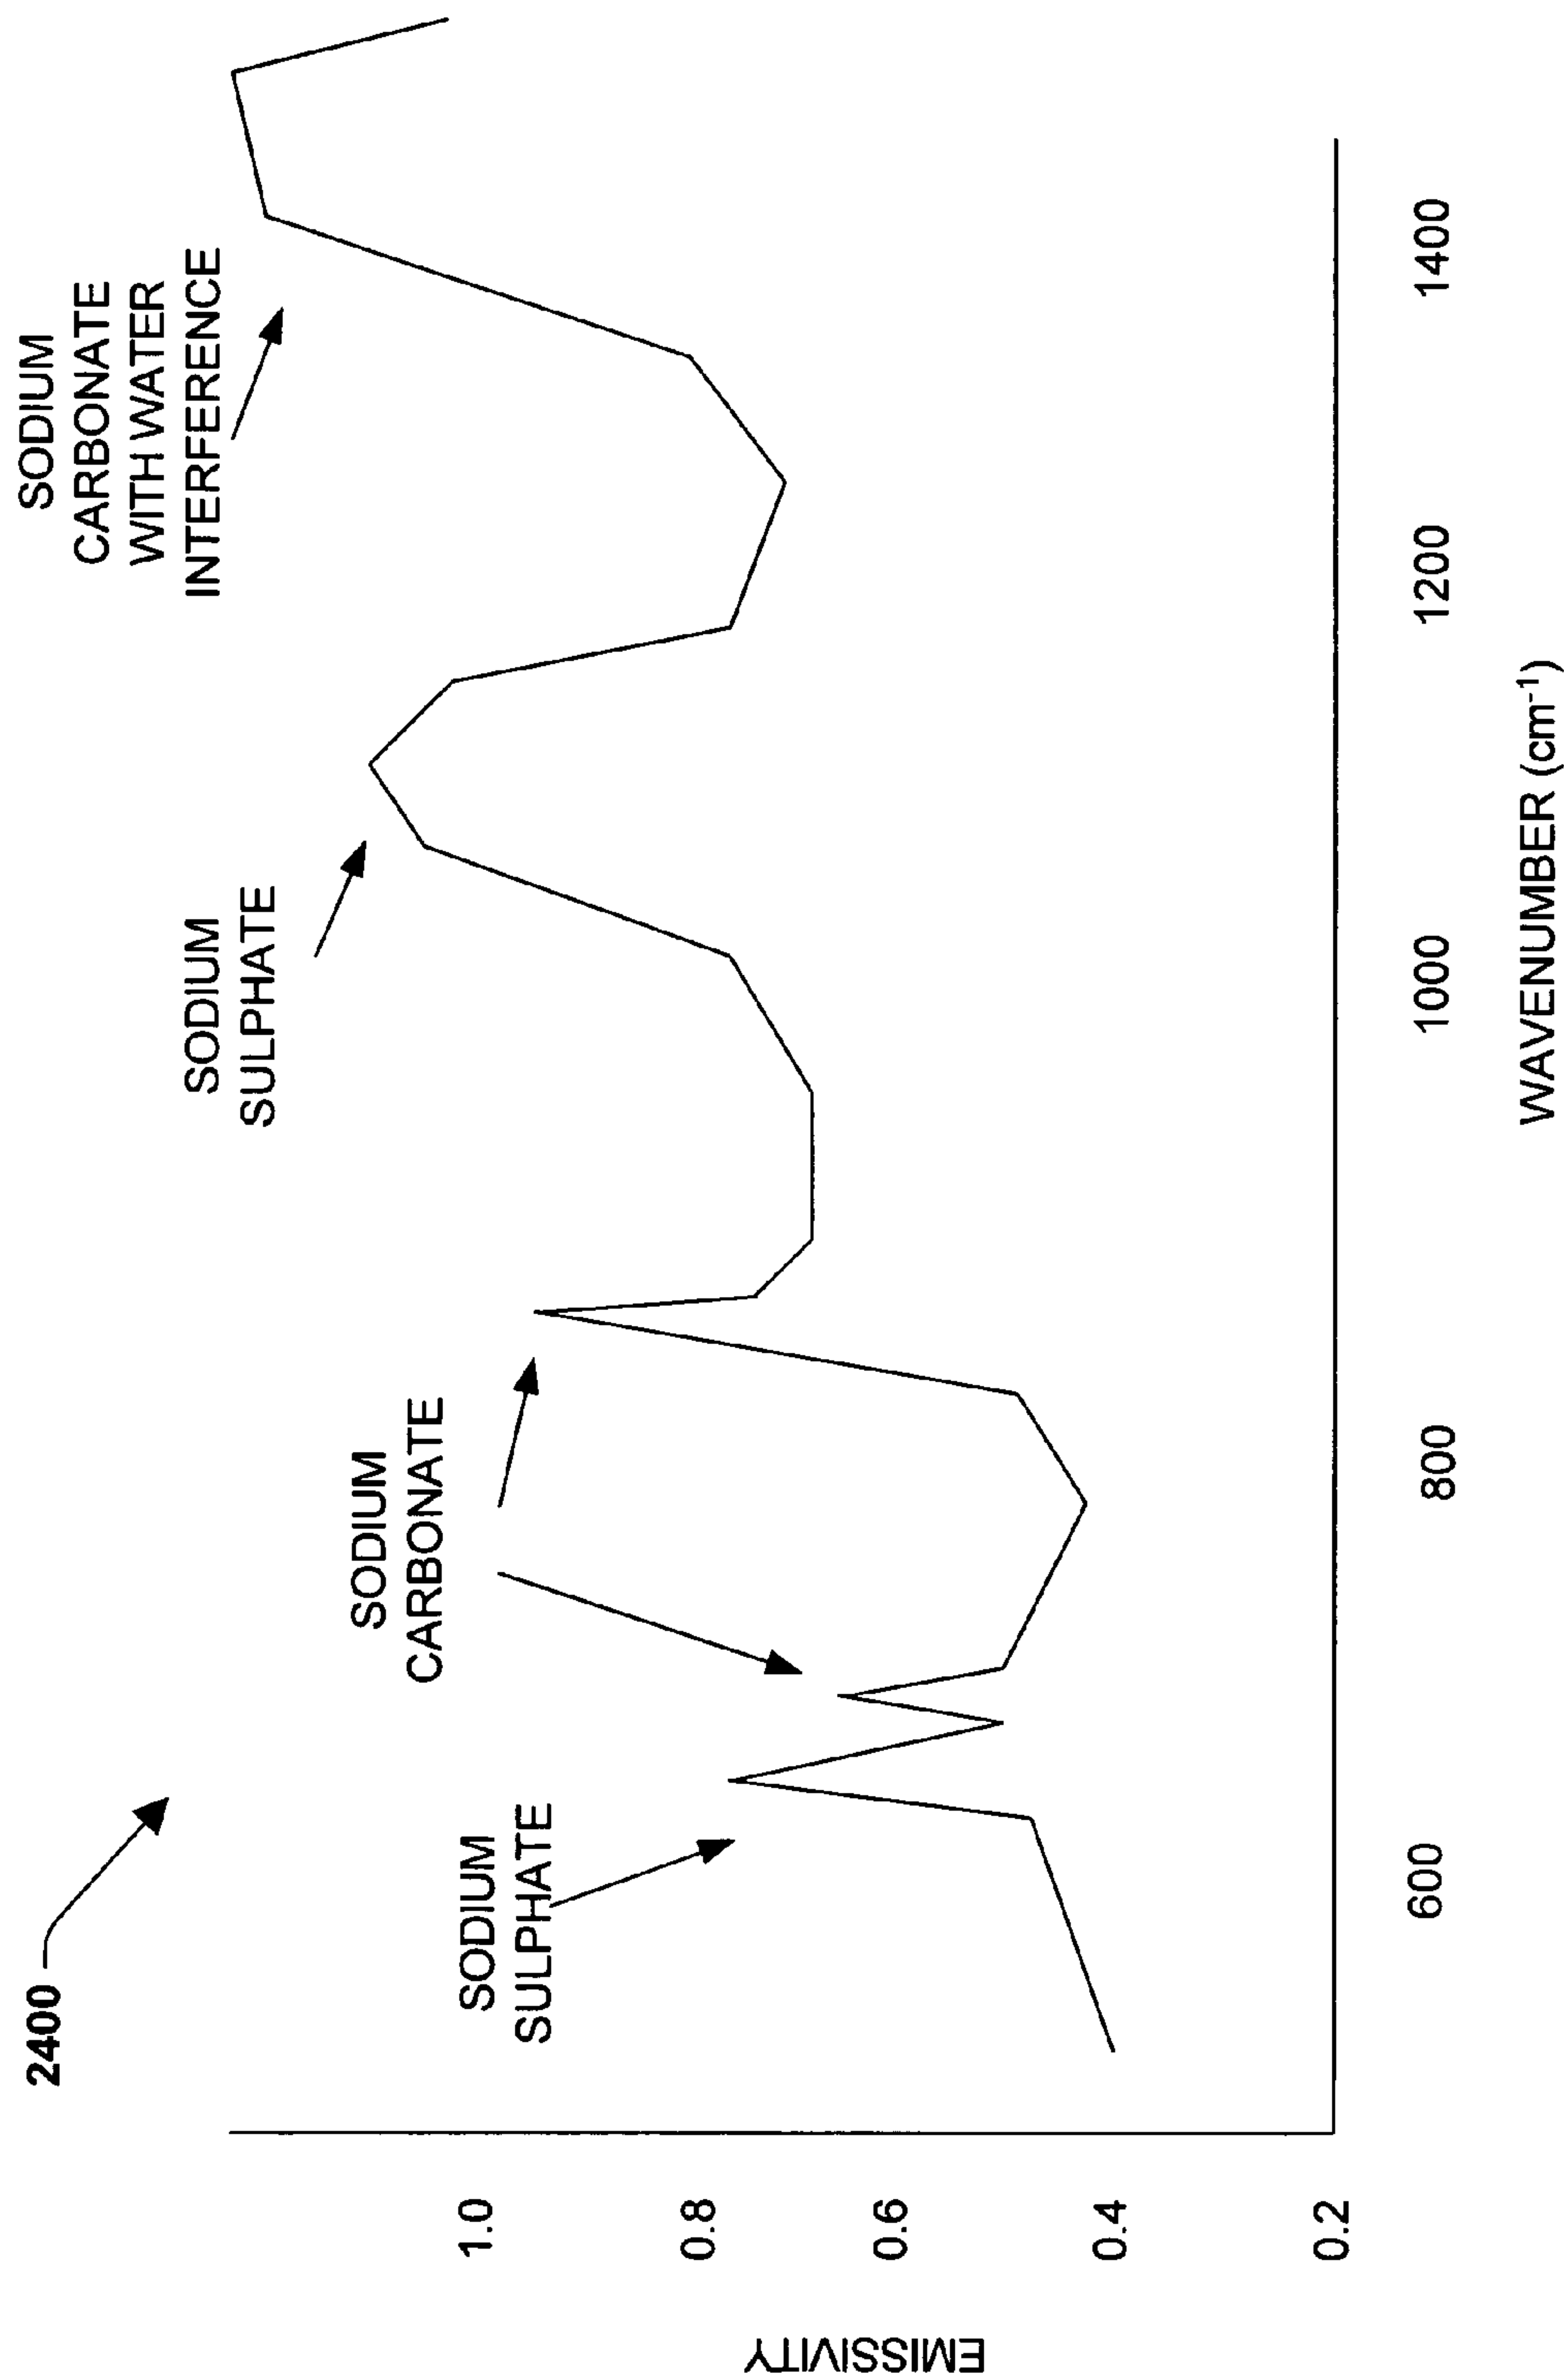 2400
SODIUM
CARBONATE
WITH WATER
INTERFERENCE
SODIUM
SULPHATE
SODIUM
CARBONATE
SODIUM
SULPHATE
EMISSIVITY
1.0
0.8
0.6
0.4
0.2
600
800
1000
1200
1400
WAVENUMBER (cm⁻¹)